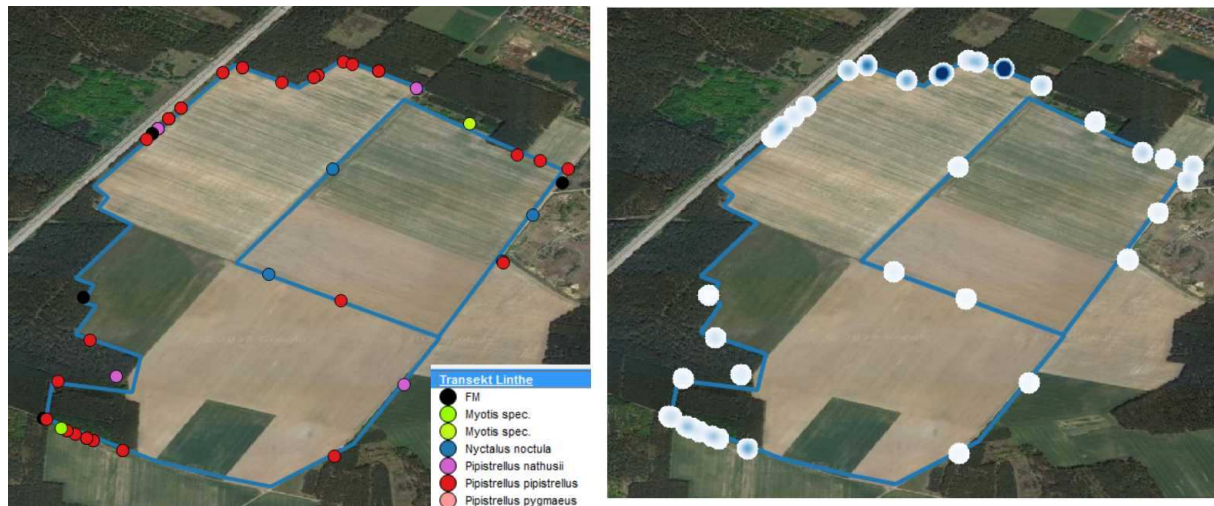 Transekt Linthe
FM
Myotis spec.
Myotis spec.
Nyctalus noctula
Pipistrellus nathusii
Pipistrellus pipistrellus
Pipistrellus pygmaeus